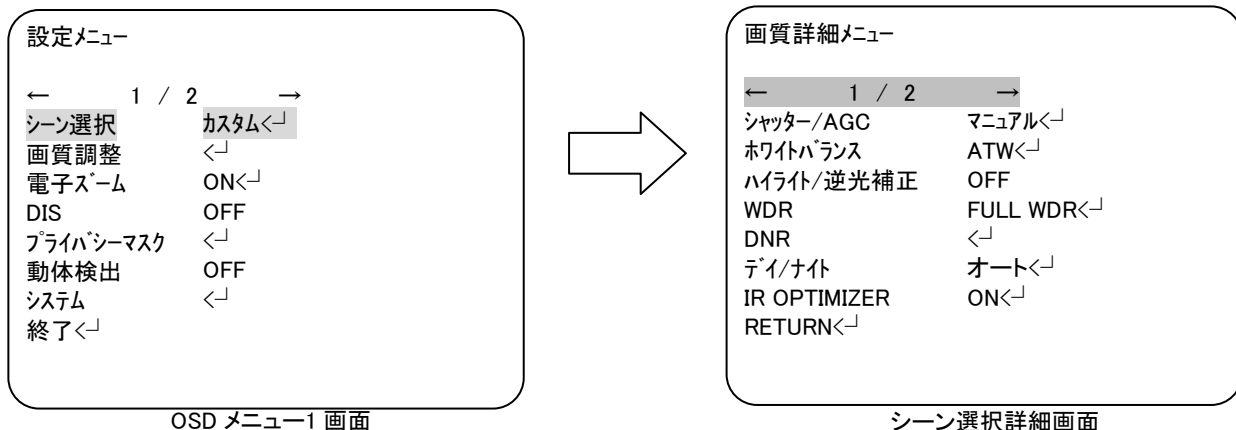 設定ﾒﾆｭｰ
← 1 / 2 →
ｼｰﾝ選択 ｶｽﾀﾑ<┘
画質調整 <┘
電子ｽﾞｰﾑ ON<┘
DIS OFF
ﾌﾟﾗｲﾊﾞｼｰﾏｽｸ <┘
動体検出 OFF
ｼｽﾃﾑ <┘
終了<┘
OSD メニュー1 画面
画質詳細ﾒﾆｭｰ
← 1 / 2 →
ｼｬｯﾀｰ/AGC ﾏﾆｭｱﾙ<┘
ﾎﾜｲﾄﾊﾞﾗﾝｽ ATW<┘
ﾊｲﾗｲﾄ/逆光補正 OFF
WDR FULL WDR<┘
DNR <┘
ﾃﾞｲ/ﾅｲﾄ オート<┘
IR OPTIMIZER ON<┘
RETURN<┘
シーン選択詳細画面